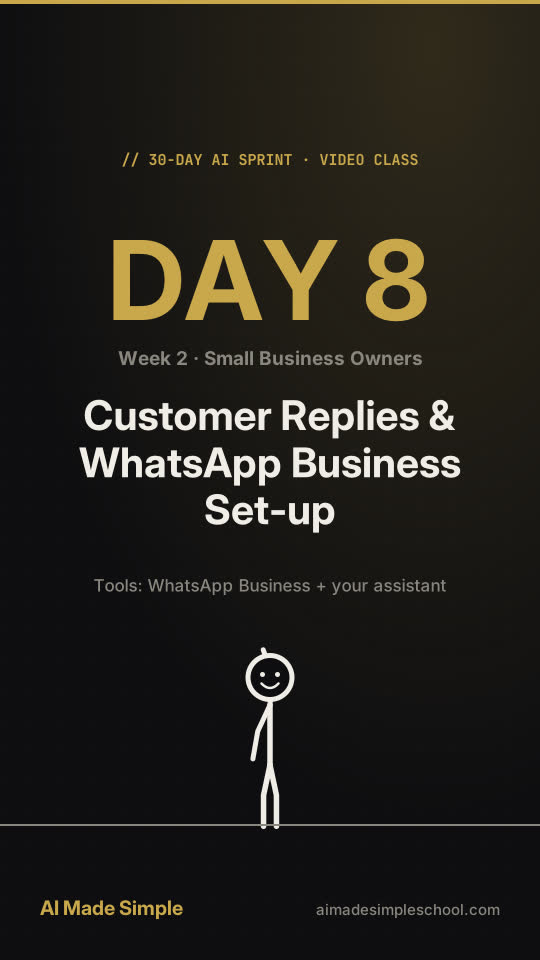 // 30-DAY AI SPRINT · VIDEO CLASS
DAY 8
Week 2 · Small Business Owners
Customer Replies &
WhatsApp Business
Set-up
Tools: WhatsApp Business + your assistant
AI Made Simple
aimadesimpleschool.com